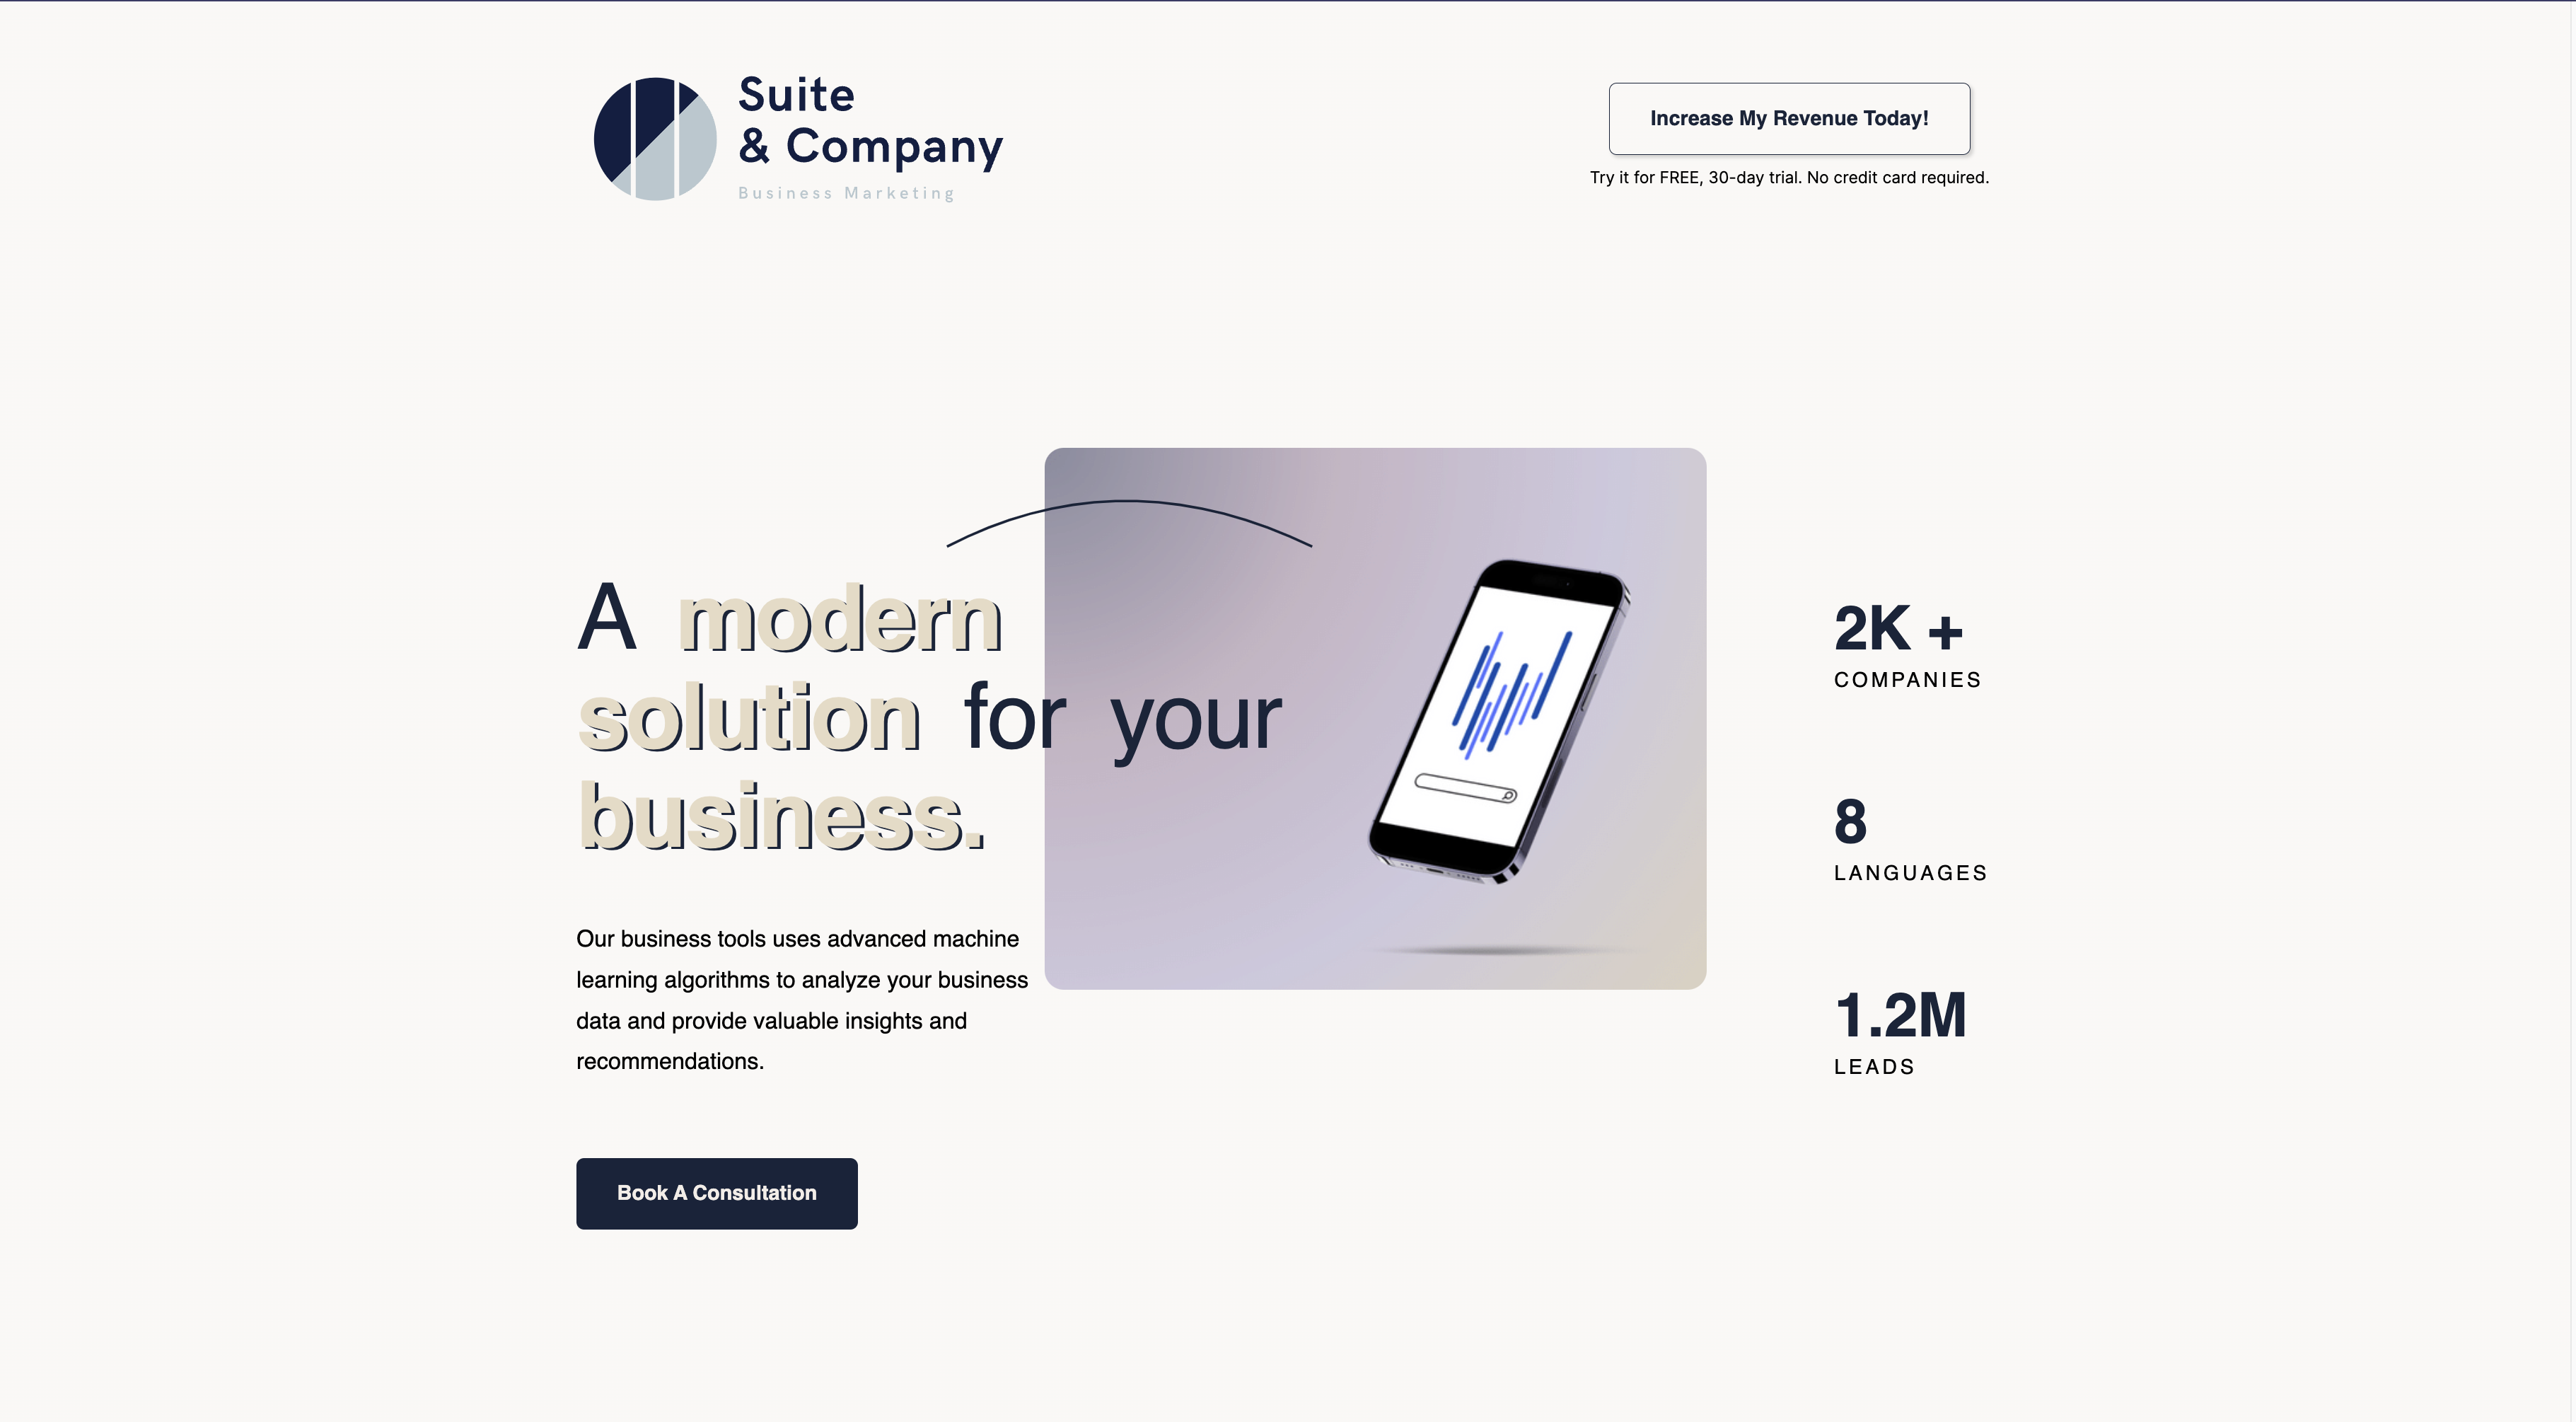 Suite
& Company
Business Marketing
Increase My Revenue Today!
Try it for FREE, 30-day trial. No credit card required.
A modern
solution for your
business.
Our business tools uses advanced machine
learning algorithms to analyze your business
data and provide valuable insights and
recommendations.
Book A Consultation
2K +
COMPANIES
8
LANGUAGES
1.2M
LEADS